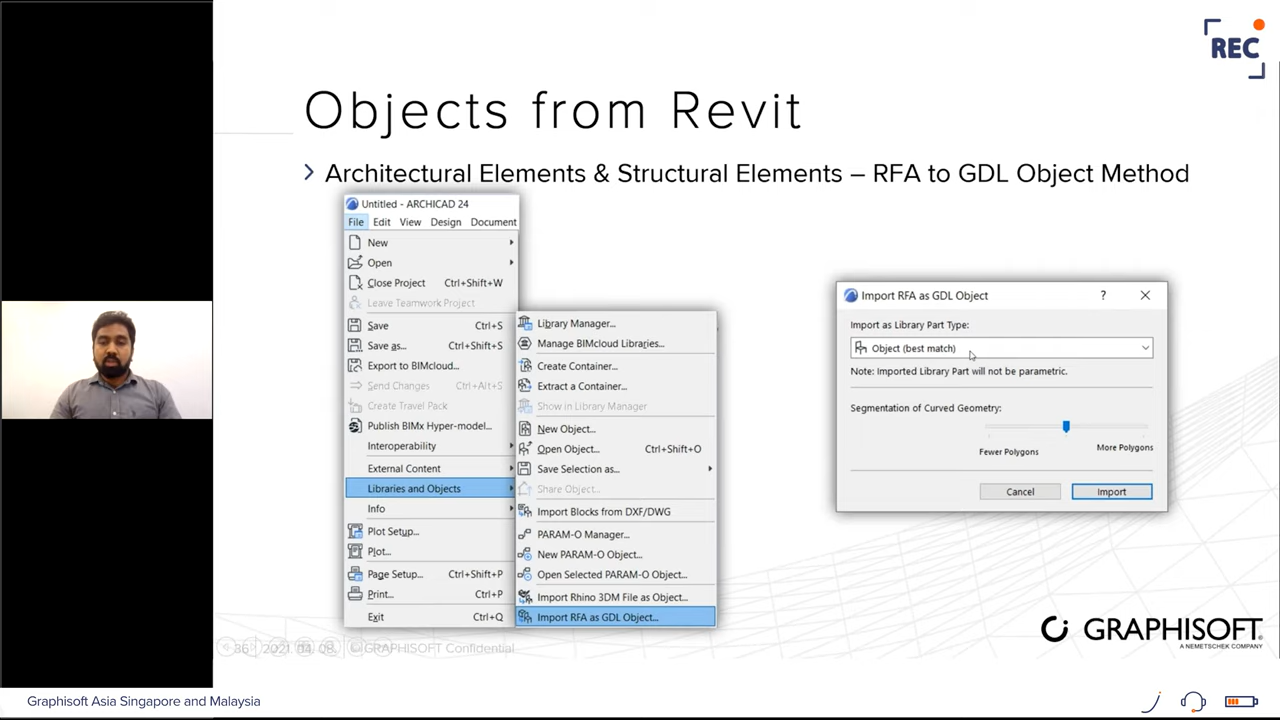 REC
Objects from Revit
Architectural Elements & Structural Elements – RFA to GDL Object Method
Untitled - ARCHICAD 24
File Edit View Design Document
New
Open
Close Project Ctrl+Shift+W
Leave Teamwork Project
Save Ctrl+S
Save as... Ctrl+Shift+S
Export to BIMcloud...
Send Changes Ctrl+Alt+S
Create Travel Pack
Publish BIMx Hyper-model...
Interoperability
External Content
Libraries and Objects
Info
Plot Setup...
Plot...
Page Setup... Ctrl+Shift+P
Print... Ctrl+P
Exit Ctrl+Q
Library Manager...
Manage BIMcloud Libraries...
Create Container...
Extract a Container...
Show in Library Manager
New Object...
Open Object... Ctrl+Shift+O
Save Selection as...
Share Object...
Import Blocks from DXF/DWG
PARAM-O Manager...
New PARAM-O Object...
Open Selected PARAM-O Object...
Import Rhino 3DM File as Object...
Import RFA as GDL Object...
Import RFA as GDL Object ?
Import as Library Part Type:
Object (best match)
Note: Imported Library Part will not be parametric.
Segmentation of Curved Geometry:
Fewer Polygons More Polygons
Cancel Import
86 2021. 04. 08. © GRAPHISOFT Confidential
GRAPHISOFT.
A NEMETSCHEK COMPANY
Graphisoft Asia Singapore and Malaysia